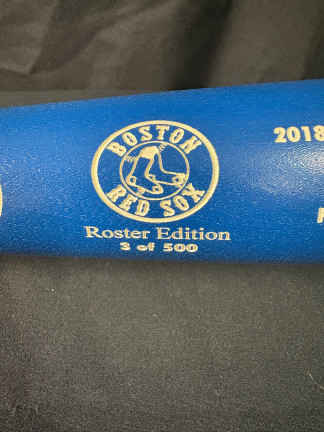 BOSTON
RED SOX
Roster Edition
3 of 500
2018